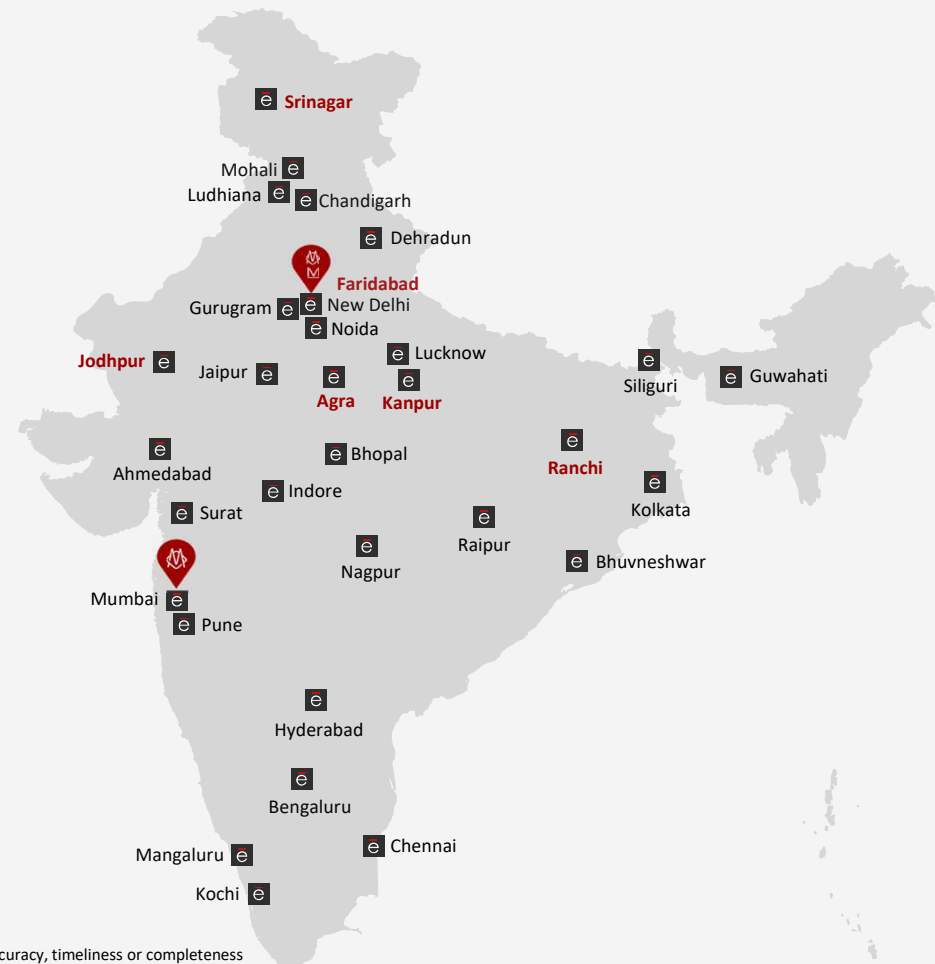 Srinagar
Mohali
Ludhiana
Chandigarh
Dehradun
Faridabad
Gurugram
New Delhi
Noida
Jodhpur
Jaipur
Lucknow
Agra
Kanpur
Siliguri
Guwahati
Ahmedabad
Bhopal
Ranchi
Indore
Kolkata
Surat
Raipur
Nagpur
Bhuvneshwar
Mumbai
Pune
Hyderabad
Bengaluru
Mangaluru
Chennai
Kochi
curacy, timeliness or completeness